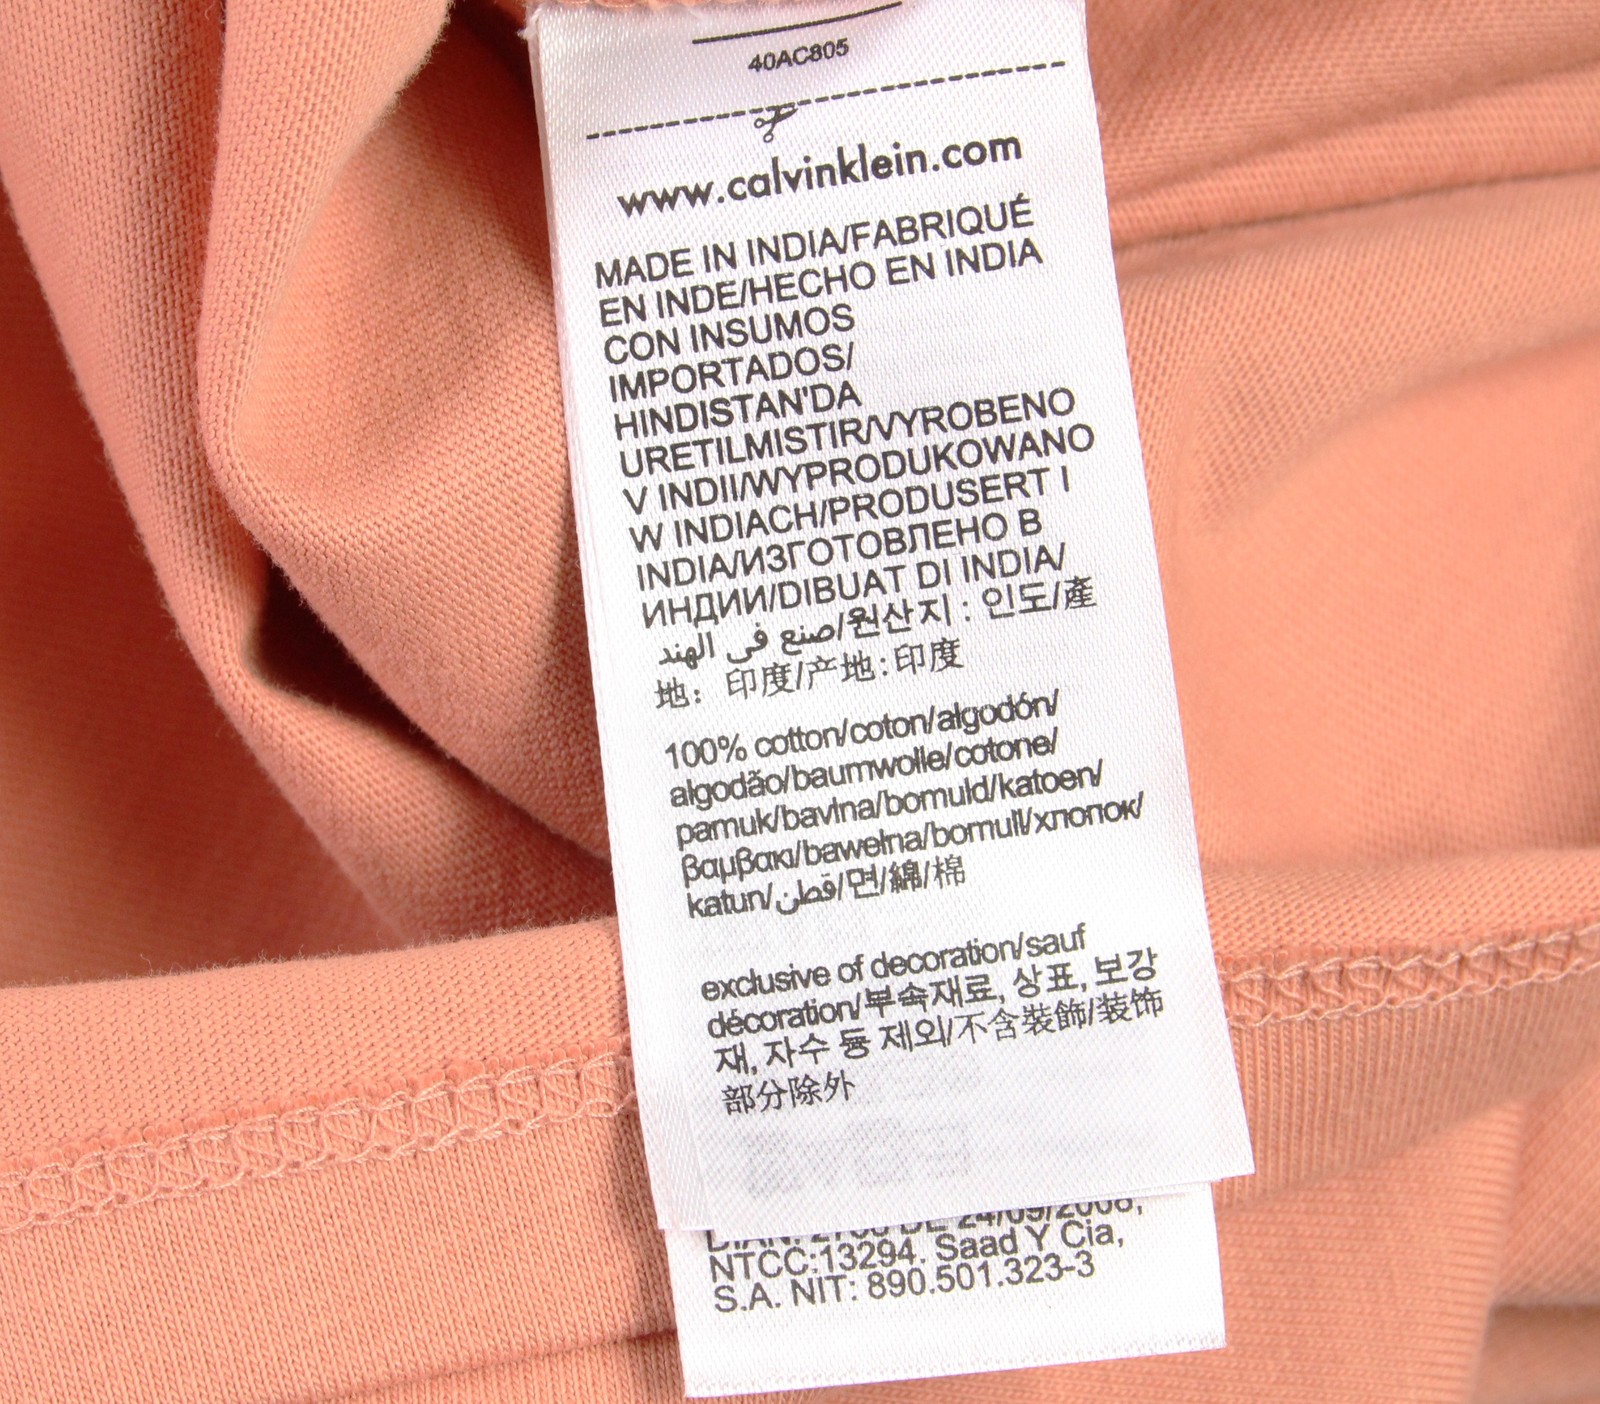 40AC805
www.calvinklein.com
MADE IN INDIA/FABRIQUÉ
EN INDE/HECHO EN INDIA
CON INSUMOS
IMPORTADOS/
HINDISTAN'DA
URETILMISTIR/VYROBENO
V INDII/WYPRODUKOWANO
W INDIACH/PRODUSERT I
INDIA/ИЗГОТОВЛЕНО В
ИНДИИ/DIBUAT DI INDIA/
صنع في الهند/원산지 : 인도/產
地: 印度/产地:印度
100% cotton/coton/algodón/
algodão/baumwolle/cotone/
pamuk/bavlna/bomuld/katoen/
βαμβακι/bawełna/bomull/хлопок/
katun/قطن/면/綿/棉
exclusive of decoration/sauf
décoration/부속재료, 상표, 보강
재, 자수 등 제외/不含裝飾/装饰
部分除外
DE 24/09/2008,
NTCC:13294. Saad Y Cia,
S.A. NIT: 890.501.323-3